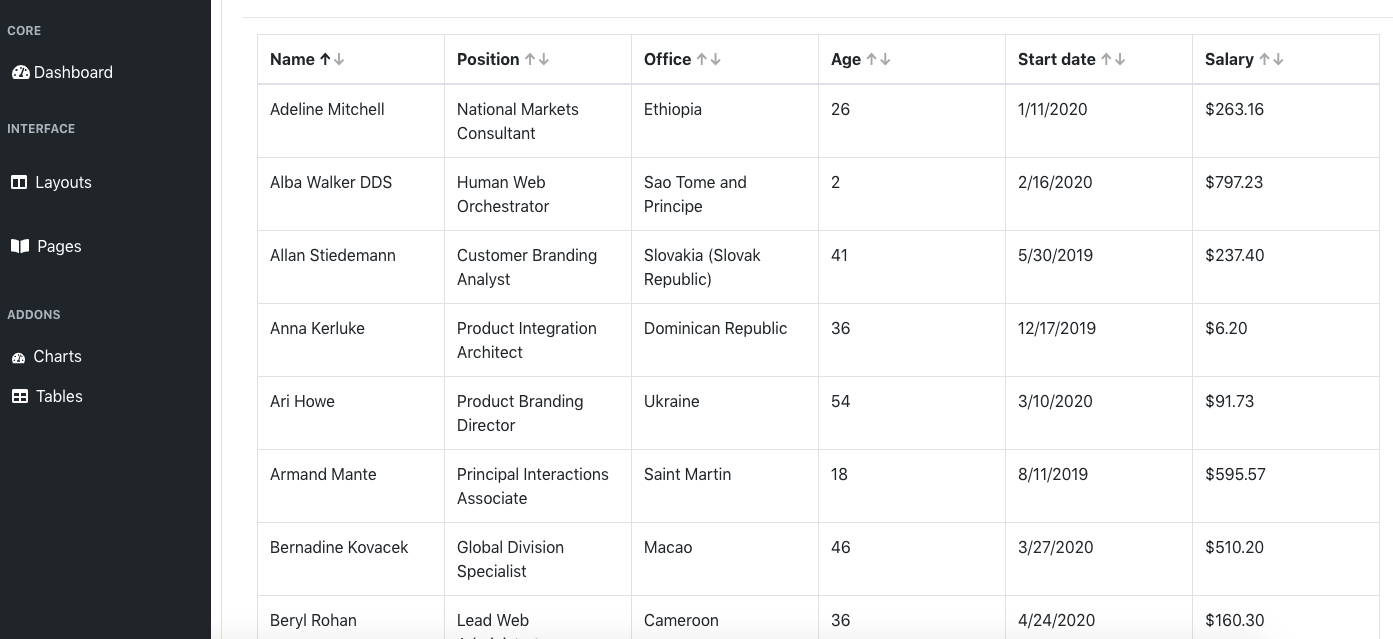 CORE
Dashboard
INTERFACE
Layouts
Pages
ADDONS
Charts
Tables
Name Position Office Age Start date Salary
Adeline Mitchell National Markets Ethiopia 26 1/11/2020 $263.16
Consultant
Alba Walker DDS Human Web Sao Tome and 2 2/16/2020 $797.23
Orchestrator Principe
Allan Stiedemann Customer Branding Slovakia (Slovak 41 5/30/2019 $237.40
Analyst Republic)
Anna Kerluke Product Integration Dominican Republic 36 12/17/2019 $6.20
Architect
Ari Howe Product Branding Ukraine 54 3/10/2020 $91.73
Director
Armand Mante Principal Interactions Saint Martin 18 8/11/2019 $595.57
Associate
Bernadine Kovacek Global Division Macao 46 3/27/2020 $510.20
Specialist
Beryl Rohan Lead Web Cameroon 36 4/24/2020 $160.30